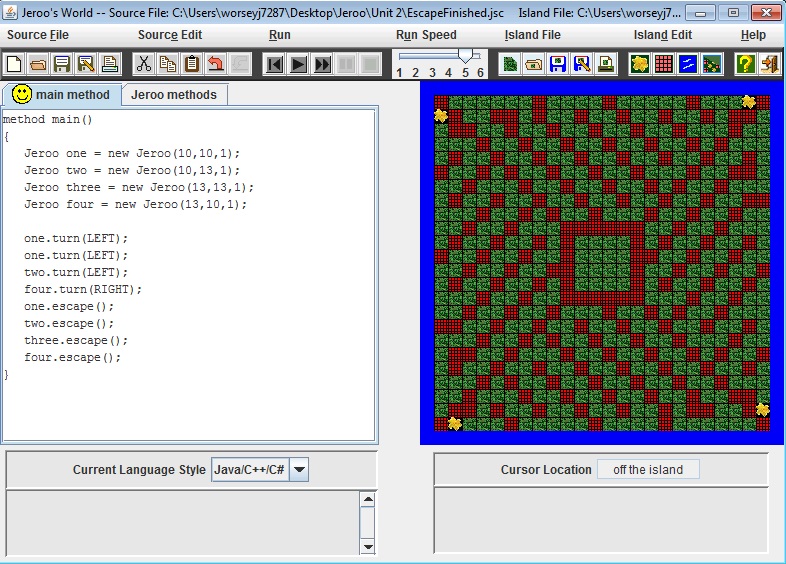 Jeroo's World -- Source File: C:\Users\worseyj7287\Desktop\Jeroo\Unit 2\EscapeFinished.jsc Island File: C:\Users\worseyj7...
Source File Source Edit Run Run Speed Island File Island Edit Help
1 2 3 4 5 6
?
main method Jeroo methods
method main()
{
Jeroo one = new Jeroo(10,10,1);
Jeroo two = new Jeroo(10,13,1);
Jeroo three = new Jeroo(13,13,1);
Jeroo four = new Jeroo(13,10,1);
one.turn(LEFT);
one.turn(LEFT);
two.turn(LEFT);
four.turn(RIGHT);
one.escape();
two.escape();
three.escape();
four.escape();
}
Current Language Style Java/C++/C#
Cursor Location off the island